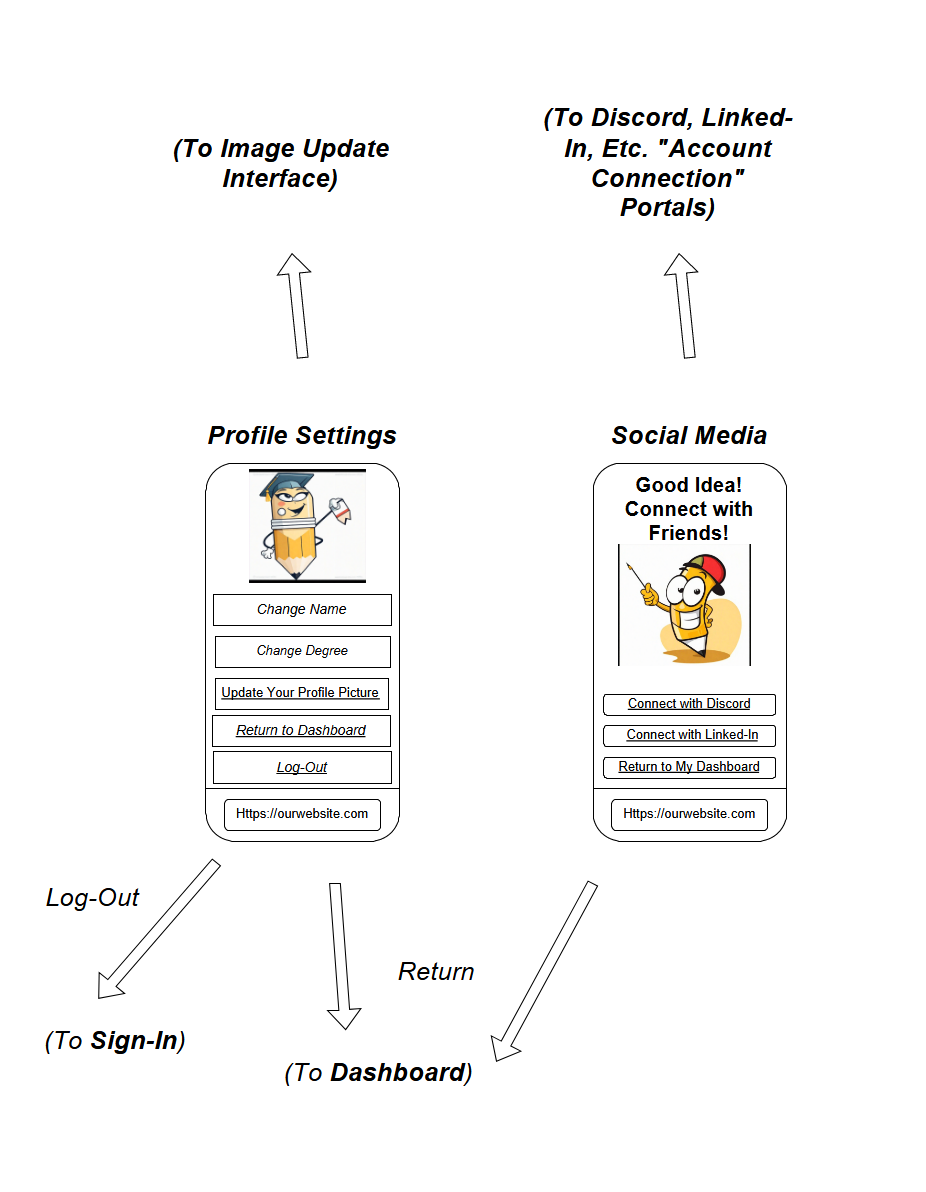 (To Image Update
Interface)
(To Discord, Linked-
In, Etc. "Account
Connection"
Portals)
Profile Settings
Change Name
Change Degree
Update Your Profile Picture
Return to Dashboard
Log-Out
Https://ourwebsite.com
Social Media
Good Idea!
Connect with
Friends!
Connect with Discord
Connect with Linked-In
Return to My Dashboard
Https://ourwebsite.com
Log-Out
Return
(To Sign-In)
(To Dashboard)